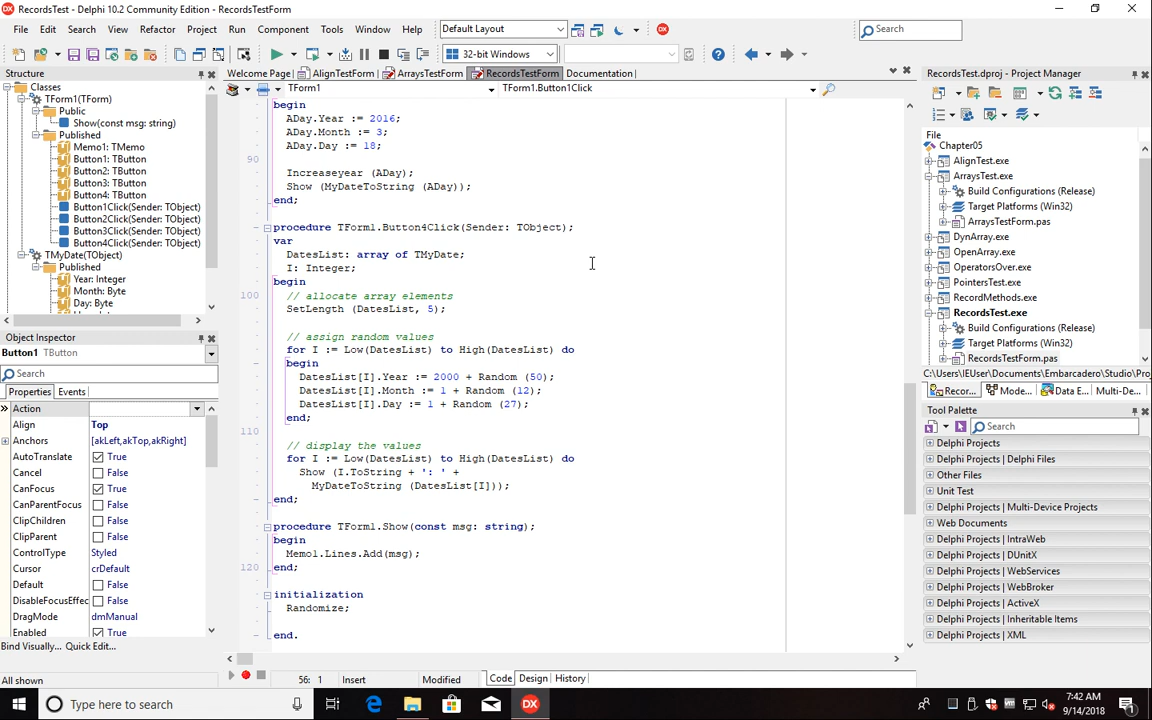 RecordsTest - Delphi 10.2 Community Edition - RecordsTestForm
File Edit Search View Refactor Project Run Component Tools Window Help Default Layout Search
32-bit Windows
Structure
Classes
TForm1(TForm)
Public
Show(const msg: string)
Published
Memo1: TMemo
Button1: TButton
Button2: TButton
Button3: TButton
Button4: TButton
Button1Click(Sender: TObject)
Button2Click(Sender: TObject)
Button3Click(Sender: TObject)
Button4Click(Sender: TObject)
TMyDate(TObject)
Published
Year: Integer
Month: Byte
Day: Byte
Object Inspector
Button1 TButton
Search
Properties Events
Action
Align Top
Anchors [akLeft,akTop,akRight]
AutoTranslate True
Cancel False
CanFocus True
CanParentFocus False
ClipChildren False
ClipParent False
ControlType Styled
Cursor crDefault
Default False
DisableFocusEffec False
DragMode dmManual
Enabled True
Bind Visually... Quick Edit...
All shown
Welcome Page AlignTestForm ArraysTestForm RecordsTestForm Documentation
TForm1 TForm1.Button1Click
begin
ADay.Year := 2016;
ADay.Month := 3;
ADay.Day := 18;
90
Increaseyear (ADay);
Show (MyDateToString (ADay));
end;
procedure TForm1.Button4Click(Sender: TObject);
var
DatesList: array of TMyDate;
I: Integer;
begin
100 // allocate array elements
SetLength (DatesList, 5);
// assign random values
for I := Low(DatesList) to High(DatesList) do
begin
DatesList[I].Year := 2000 + Random (50);
DatesList[I].Month := 1 + Random (12);
DatesList[I].Day := 1 + Random (27);
end;
110
// display the values
for I := Low(DatesList) to High(DatesList) do
Show (I.ToString + ': ' +
MyDateToString (DatesList[I]));
end;
procedure TForm1.Show(const msg: string);
begin
Memo1.Lines.Add(msg);
120 end;
initialization
Randomize;
end.
56: 1 Insert Modified Code Design History
RecordsTest.dproj - Project Manager
File
Chapter05
AlignTest.exe
ArraysTest.exe
Build Configurations (Release)
Target Platforms (Win32)
ArraysTestForm.pas
DynArray.exe
OpenArray.exe
OperatorsOver.exe
PointersTest.exe
RecordMethods.exe
RecordsTest.exe
Build Configurations (Release)
Target Platforms (Win32)
RecordsTestForm.pas
C:\Users\IEUser\Documents\Embarcadero\Studio\Pro
Recor... Mode... Data E... Multi-De...
Tool Palette
Search
Delphi Projects
Delphi Projects | Delphi Files
Other Files
Unit Test
Delphi Projects | Multi-Device Projects
Web Documents
Delphi Projects | IntraWeb
Delphi Projects | DUnitX
Delphi Projects | WebServices
Delphi Projects | WebBroker
Delphi Projects | ActiveX
Delphi Projects | Inheritable Items
Delphi Projects | XML
Type here to search
DX
7:42 AM
9/14/2018
1